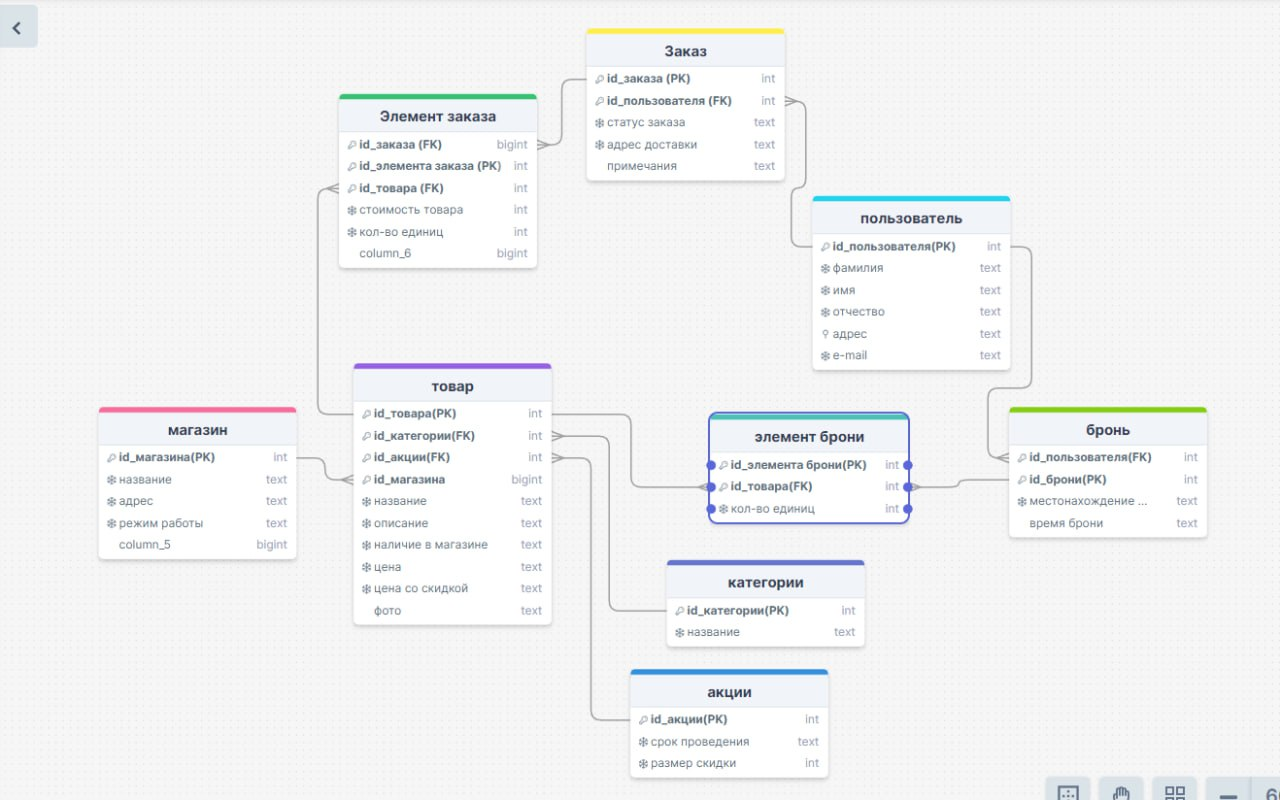 Заказ
id_заказа (PK) int
id_пользователя (FK) int
статус заказа text
адрес доставки text
примечания text
Элемент заказа
id_заказа (FK) bigint
id_элемента заказа (PK) int
id_товара (FK) int
стоимость товара int
кол-во единиц int
column_6 bigint
пользователь
id_пользователя(PK) int
фамилия text
имя text
отчество text
адрес text
e-mail text
товар
id_товара(PK) int
id_категории(FK) int
id_акции(FK) int
id_магазина bigint
название text
описание text
наличие в магазине text
цена text
цена со скидкой text
фото text
магазин
id_магазина(PK) int
название text
адрес text
режим работы text
column_5 bigint
элемент брони
id_элемента брони(PK) int
id_товара(FK) int
кол-во единиц int
бронь
id_пользователя(FK) int
id_брони(PK) int
местонахождение ... text
время брони text
категории
id_категории(PK) int
название text
акции
id_акции(PK) int
срок проведения text
размер скидки int